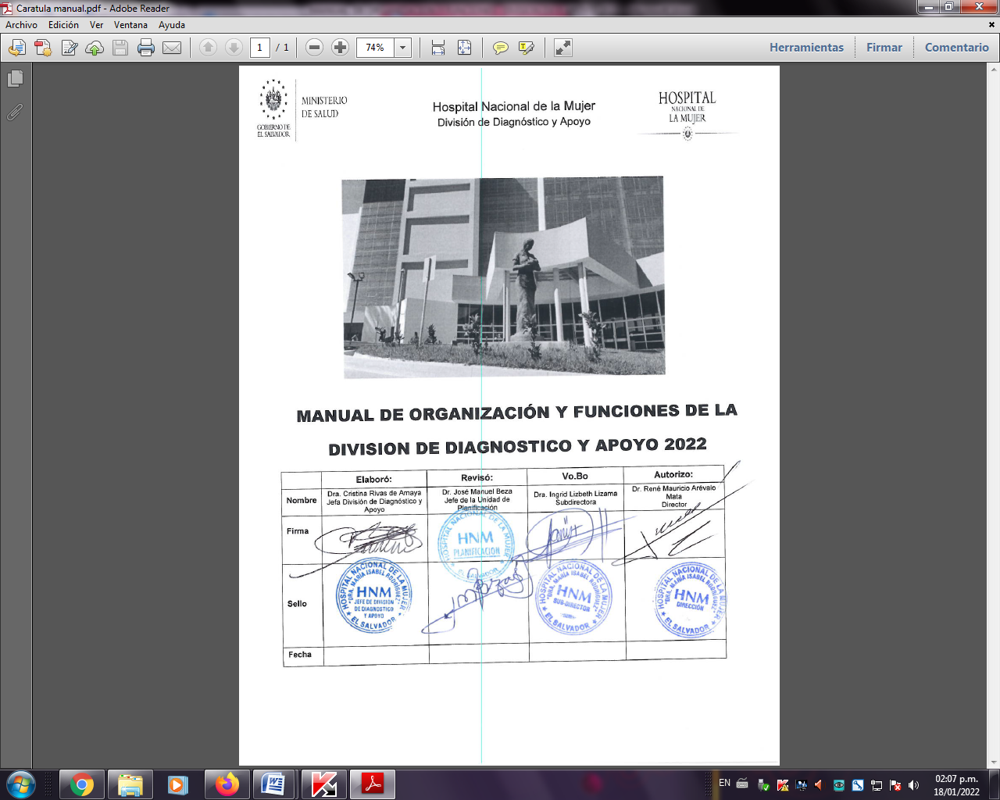 Caratula manual.pdf - Adobe Reader
Archivo Edición Ver Ventana Ayuda
1 / 1 74% Herramientas Firmar Comentario
MINISTERIO
DE SALUD
GOBIERNO DE
EL SALVADOR
Hospital Nacional de la Mujer
División de Diagnóstico y Apoyo
HOSPITAL
NACIONAL DE
LA MUJER
MANUAL DE ORGANIZACIÓN Y FUNCIONES DE LA
DIVISION DE DIAGNOSTICO Y APOYO 2022
Elaboró: Revisó: Vo.Bo Autorizo:
Nombre
Dra. Cristina Rivas de Amaya
Jefa División de Diagnóstico y
Apoyo
Dr. José Manuel Beza
Jefe de la Unidad de
Planificación
Dra. Ingrid Lizbeth Lizama
Subdirectora
Dr. René Mauricio Arévalo
Mata
Director
Firma
HOSPITAL NACIONAL DE LA MUJER
HNM
PLANIFICACION
EL SALVADOR
Sello
HOSPITAL NACIONAL DE LA MUJER
"DRA. MARIA ISABEL RODRIGUEZ"
HNM
JEFE DE DIVISION
DE DIAGNOSTICO
Y APOYO
EL SALVADOR
HOSPITAL NACIONAL DE LA MUJER
"DRA. MARIA ISABEL RODRIGUEZ"
HNM
SUB-DIRECTOR
EL SALVADOR
HOSPITAL NACIONAL DE LA MUJER
"DRA. MARIA ISABEL RODRIGUEZ"
HNM
DIRECCIÓN
EL SALVADOR
Fecha
EN
02:07 p.m.
18/01/2022